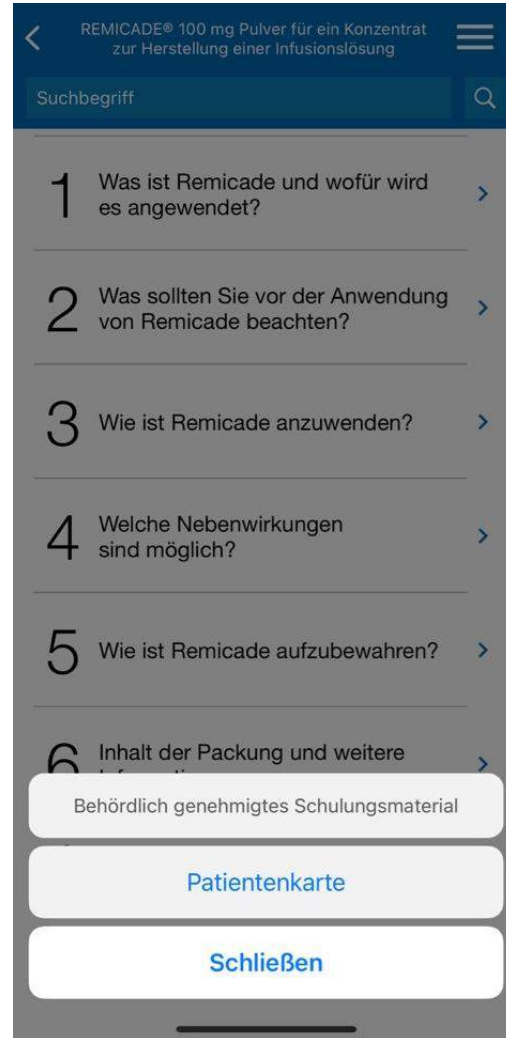 REMICADE® 100 mg Pulver für ein Konzentrat
zur Herstellung einer Infusionslösung
Suchbegriff
1 Was ist Remicade und wofür wird
es angewendet?
2 Was sollten Sie vor der Anwendung
von Remicade beachten?
3 Wie ist Remicade anzuwenden?
4 Welche Nebenwirkungen
sind möglich?
5 Wie ist Remicade aufzubewahren?
6 Inhalt der Packung und weitere
Behördlich genehmigtes Schulungsmaterial
Patientenkarte
Schließen